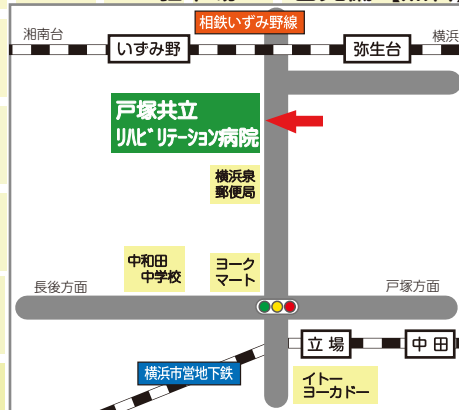 相鉄いずみ野線
湘南台
いずみ野
弥生台
横浜
戸塚共立
リハビリテーション病院
横浜泉
郵便局
中和田
中学校
ヨーク
マート
長後方面
戸塚方面
立場
中田
横浜市営地下鉄
イトー
ヨーカドー